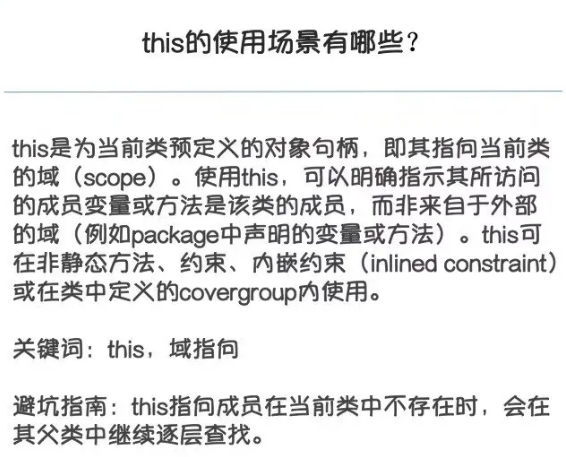 this的使用场景有哪些？
this是为当前类预定义的对象句柄，即其指向当前类
的域（scope）。使用this，可以明确指示其所访问
的成员变量或方法是该类的成员，而非来自于外部
的域（例如package中声明的变量或方法）。this可
在非静态方法、约束、内嵌约束（inlined constraint）
或在类中定义的covergroup内使用。
关键词：this，域指向
避坑指南：this指向成员在当前类中不存在时，会在
其父类中继续逐层查找。